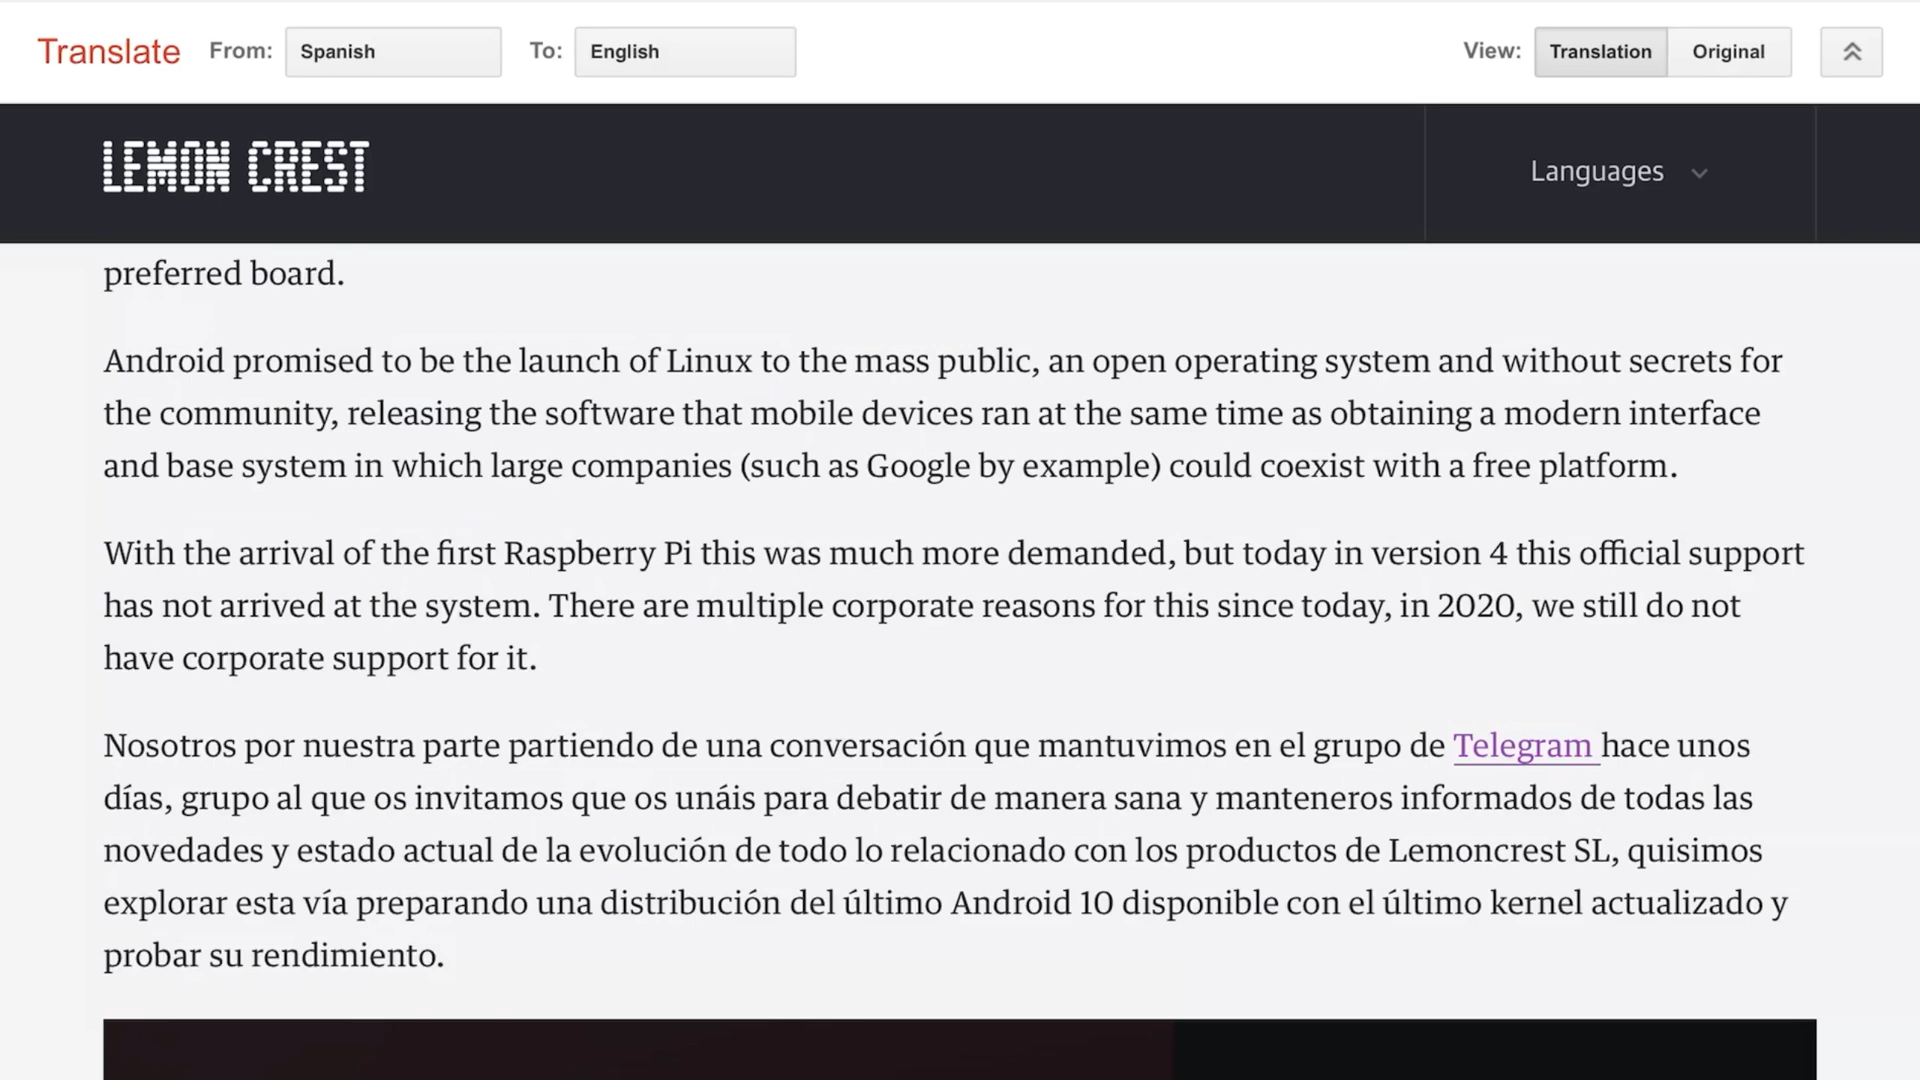 Translate From: Spanish To: English View: Translation Original
LEMON CREST Languages
preferred board.
Android promised to be the launch of Linux to the mass public, an open operating system and without secrets for
the community, releasing the software that mobile devices ran at the same time as obtaining a modern interface
and base system in which large companies (such as Google by example) could coexist with a free platform.
With the arrival of the first Raspberry Pi this was much more demanded, but today in version 4 this official support
has not arrived at the system. There are multiple corporate reasons for this since today, in 2020, we still do not
have corporate support for it.
Nosotros por nuestra parte partiendo de una conversación que mantuvimos en el grupo de Telegram hace unos
días, grupo al que os invitamos que os unáis para debatir de manera sana y manteneros informados de todas las
novedades y estado actual de la evolución de todo lo relacionado con los productos de Lemoncrest SL, quisimos
explorar esta vía preparando una distribución del último Android 10 disponible con el último kernel actualizado y
probar su rendimiento.